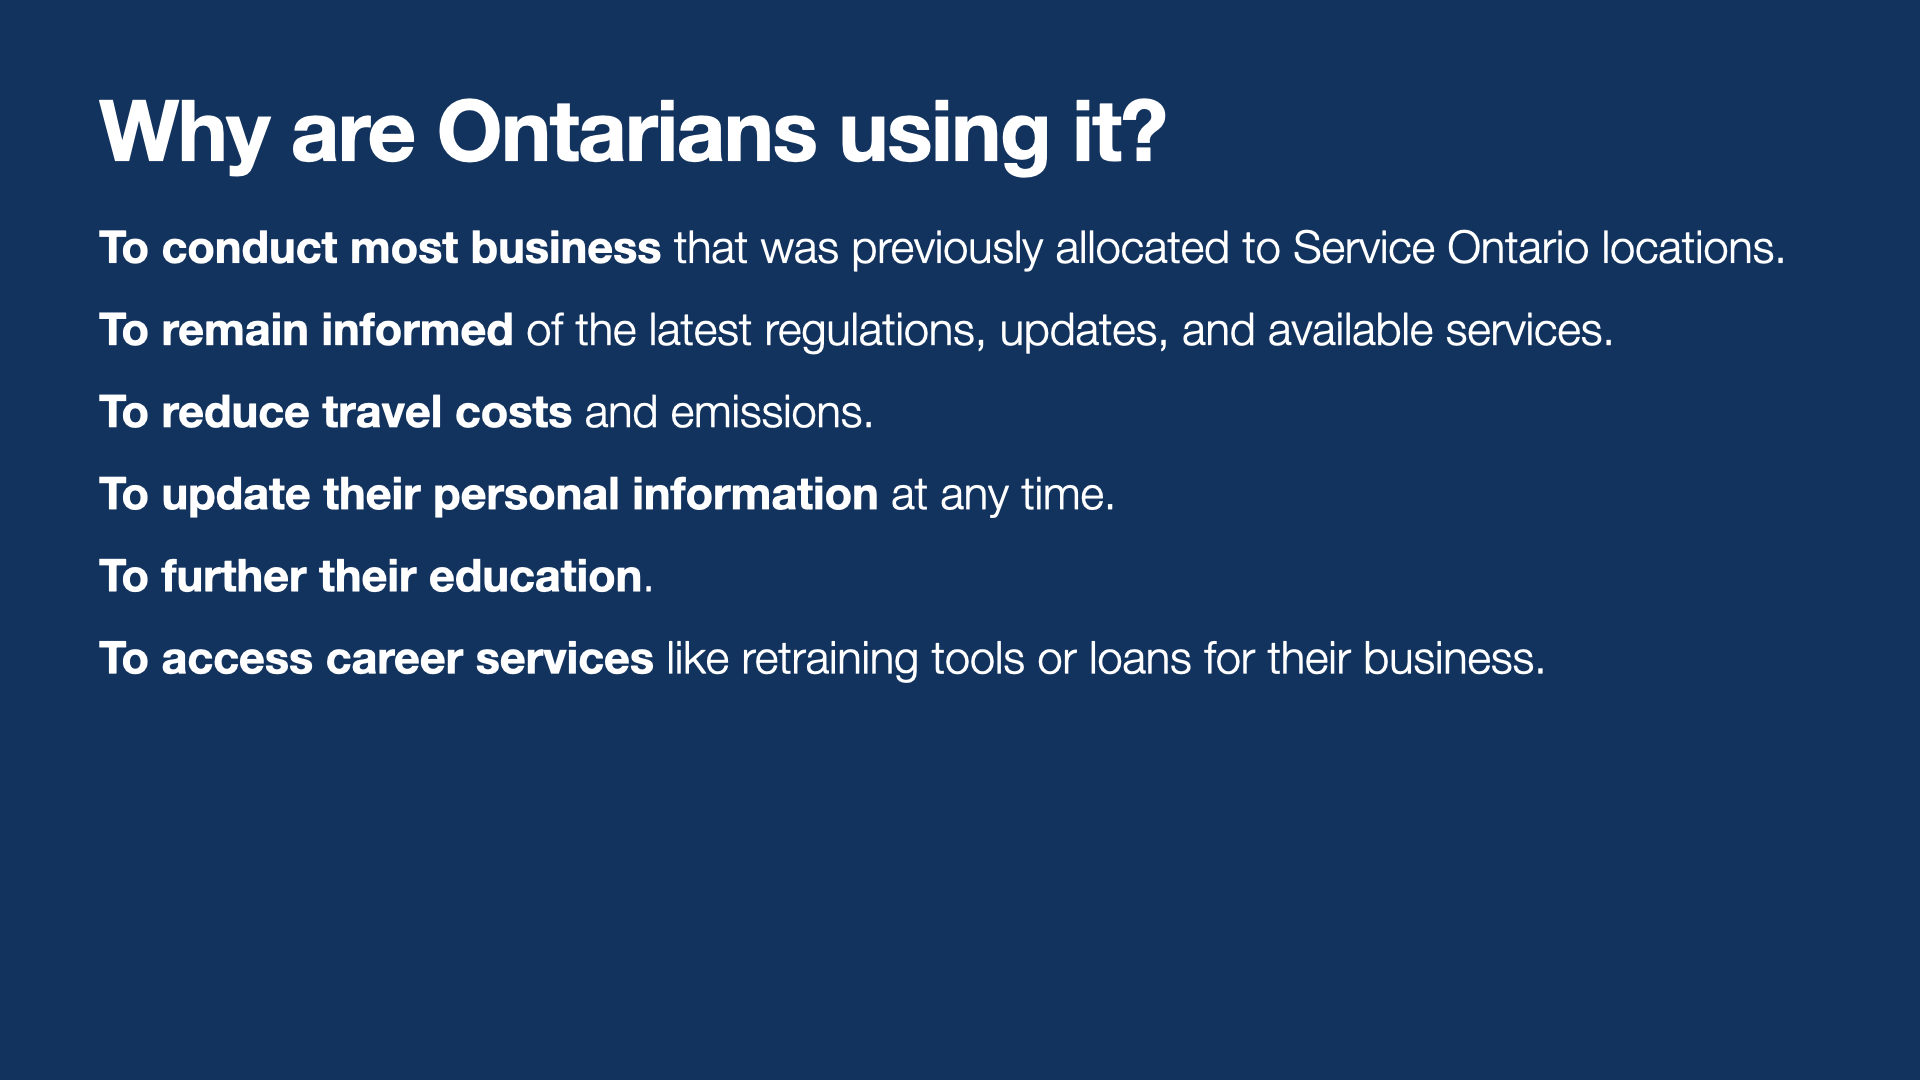 Why are Ontarians using it?
To conduct most business that was previously allocated to Service Ontario locations.
To remain informed of the latest regulations, updates, and available services.
To reduce travel costs and emissions.
To update their personal information at any time.
To further their education.
To access career services like retraining tools or loans for their business.